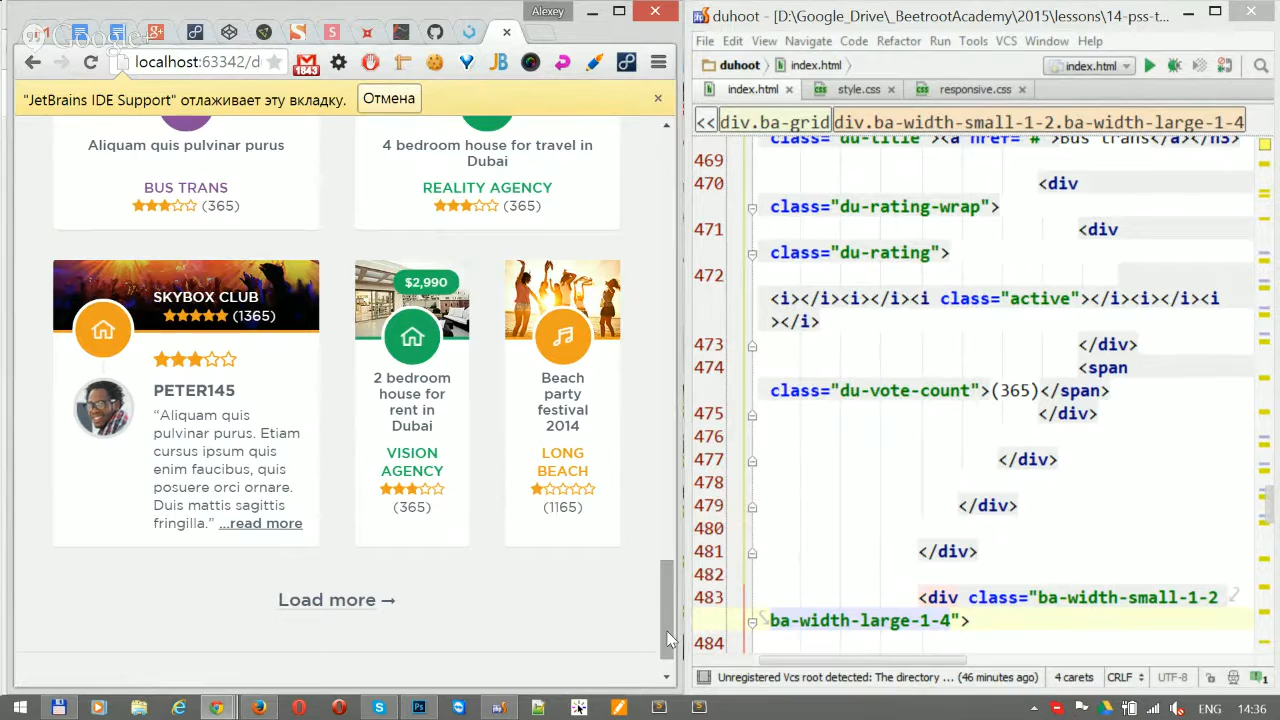 Alexey
Google+
localhost:63342/d
1843
"JetBrains IDE Support" отлаживает эту вкладку.
Отмена
Aliquam quis pulvinar purus
BUS TRANS
(365)
4 bedroom house for travel in
Dubai
REALITY AGENCY
(365)
SKYBOX CLUB
(1365)
PETER145
“Aliquam quis
pulvinar purus. Etiam
cursus ipsum quis
enim faucibus, quis
posuere orci ornare.
Duis mattis sagittis
fringilla.” ...read more
$2,990
2 bedroom
house for
rent in
Dubai
VISION
AGENCY
(365)
Beach
party
festival
2014
LONG
BEACH
(1165)
Load more →
duhoot - [D:\Google_Drive\_BeetrootAcademy\2015\lessons\14-pss-t...
File Edit View Navigate Code Refactor Run Tools VCS Window Help
duhoot index.html index.html
index.html style.css responsive.css
<< div.ba-grid div.ba-width-small-1-2.ba-width-large-1-4
class="du-title"><a href="#">Bus Trans</a></h3>
469
470 <div
class="du-rating-wrap">
471 <div
class="du-rating">
472
<i></i><i></i><i class="active"></i><i></i><i
></i>
473 </div>
474 <span
class="du-vote-count">(365)</span>
475 </div>
476
477 </div>
478
479 </div>
480
481 </div>
482
483 <div class="ba-width-small-1-2
ba-width-large-1-4">
484
Unregistered Vcs root detected: The directory ... (46 minutes ago) 4 carets CRLF UTF-8 1
ENG 14:36